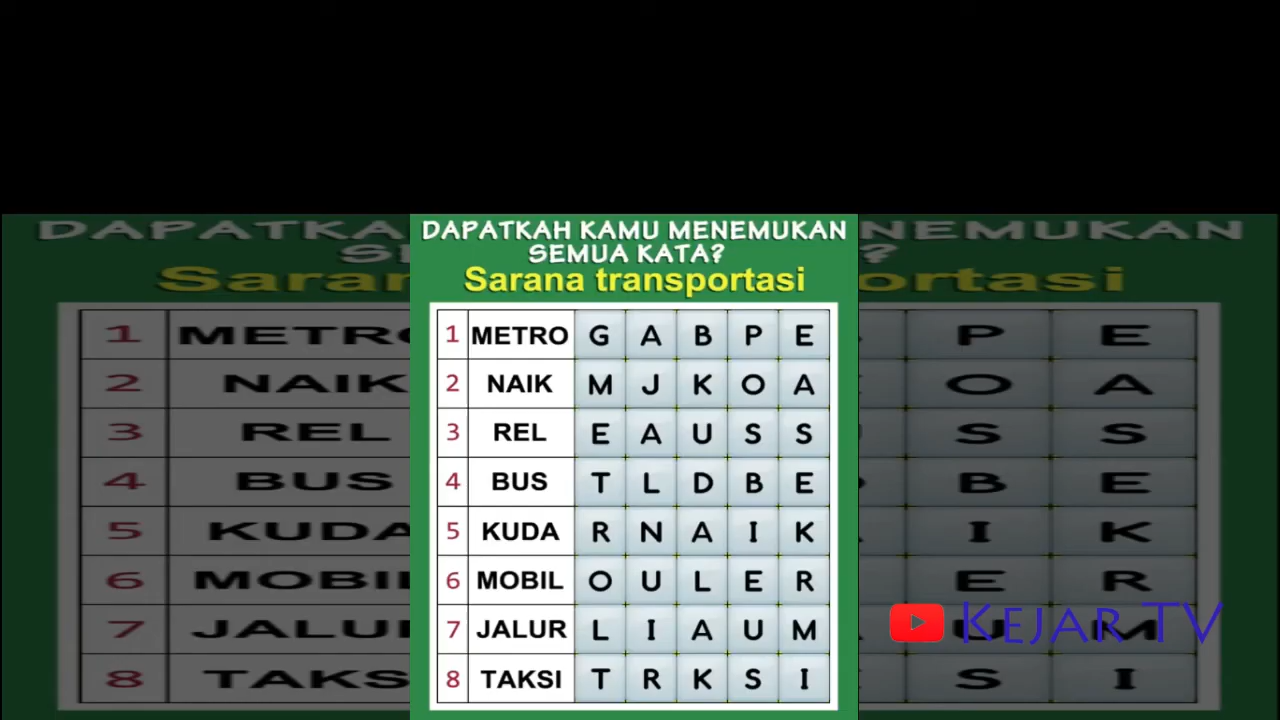 DAPATKAH KAMU MENEMUKAN
SEMUA KATA?
Sarana transportasi
1 METRO G A B P E
2 NAIK M J K O A
3 REL E A U S S
4 BUS T L D B E
5 KUDA R N A I K
6 MOBIL O U L E R
7 JALUR L I A U M
8 TAKSI T R K S I
KEJAR TV